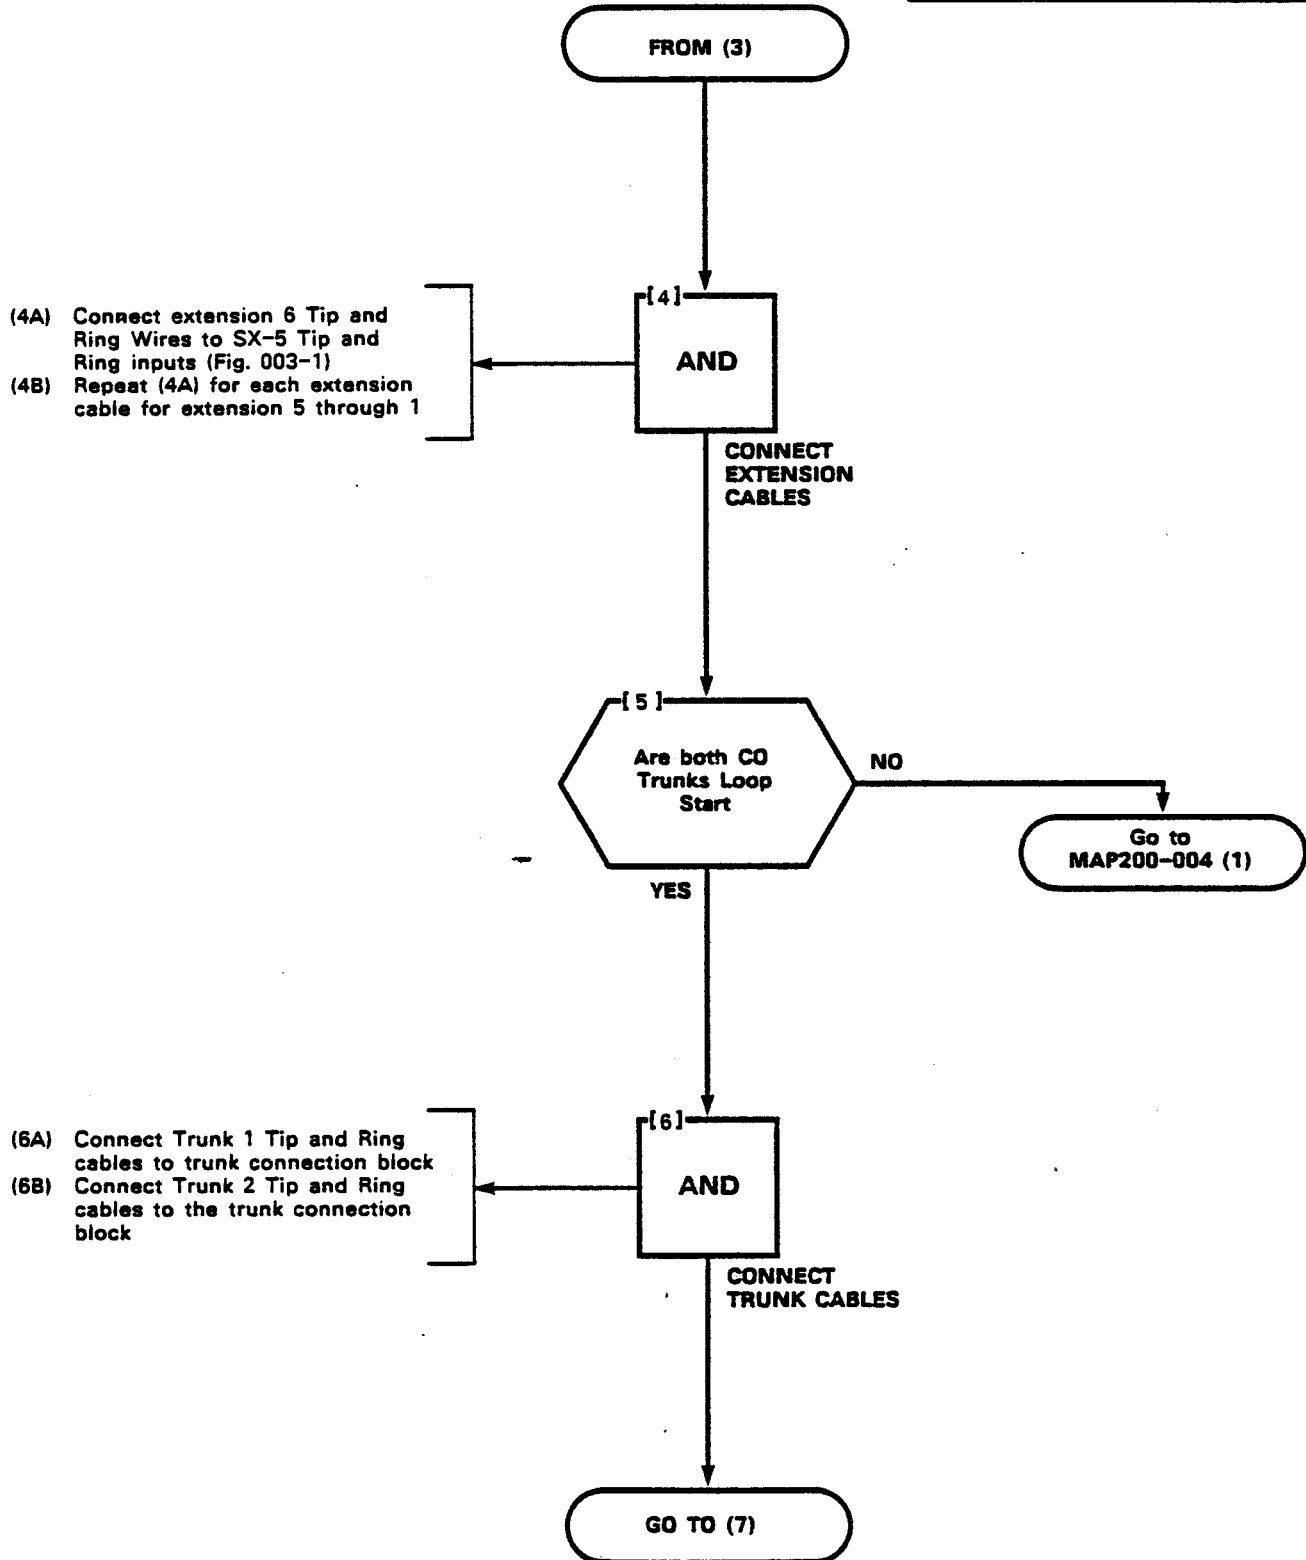 FROM (3)
[4]
AND
(4A) Connect extension 6 Tip and
Ring Wires to SX-5 Tip and
Ring inputs (Fig. 003-1)
(4B) Repeat (4A) for each extension
cable for extension 5 through 1
CONNECT
EXTENSION
CABLES
[5]
Are both CO
Trunks Loop
Start
NO
Go to
MAP200-004 (1)
YES
[6]
AND
(6A) Connect Trunk 1 Tip and Ring
cables to trunk connection block
(6B) Connect Trunk 2 Tip and Ring
cables to the trunk connection
block
CONNECT
TRUNK CABLES
GO TO (7)